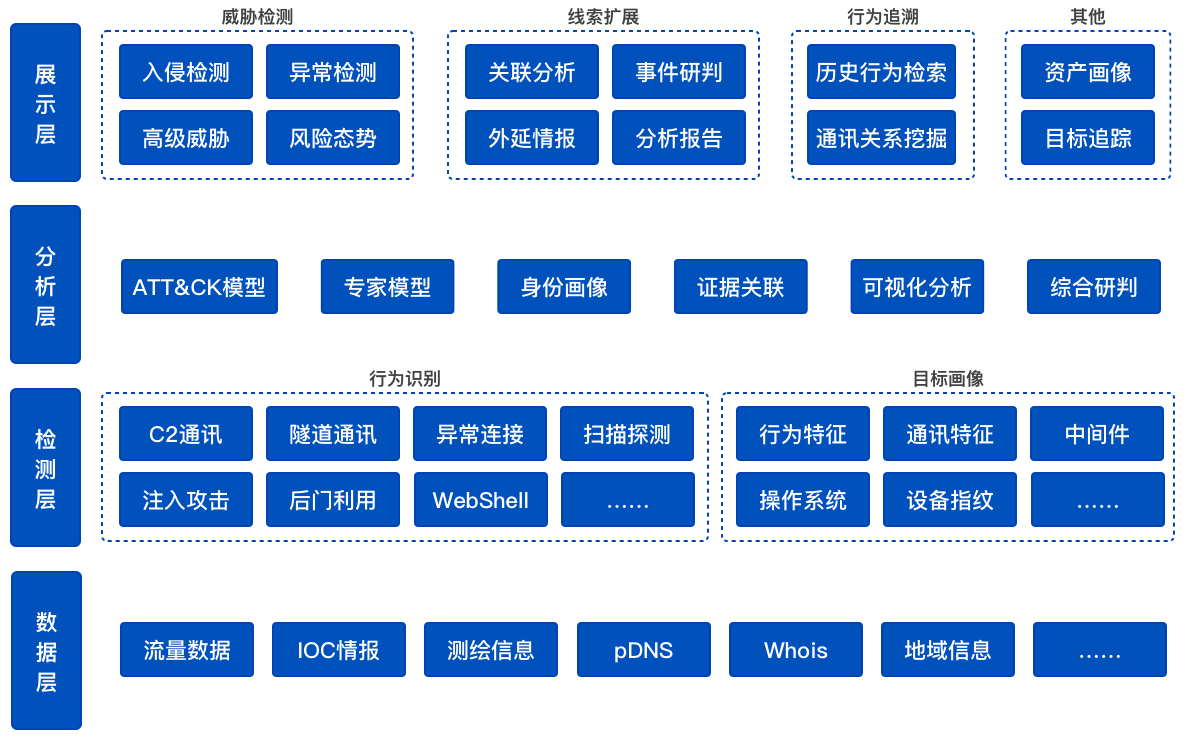 威胁检测
线索扩展
行为追溯
其他
展示层
入侵检测
异常检测
高级威胁
风险态势
关联分析
事件研判
外延情报
分析报告
历史行为检索
通讯关系挖掘
资产画像
目标追踪
分析层
ATT&CK模型
专家模型
身份画像
证据关联
可视化分析
综合研判
行为识别
目标画像
检测层
C2通讯
隧道通讯
异常连接
扫描探测
注入攻击
后门利用
WebShell
……
行为特征
通讯特征
中间件
操作系统
设备指纹
……
数据层
流量数据
IOC情报
测绘信息
pDNS
Whois
地域信息
……